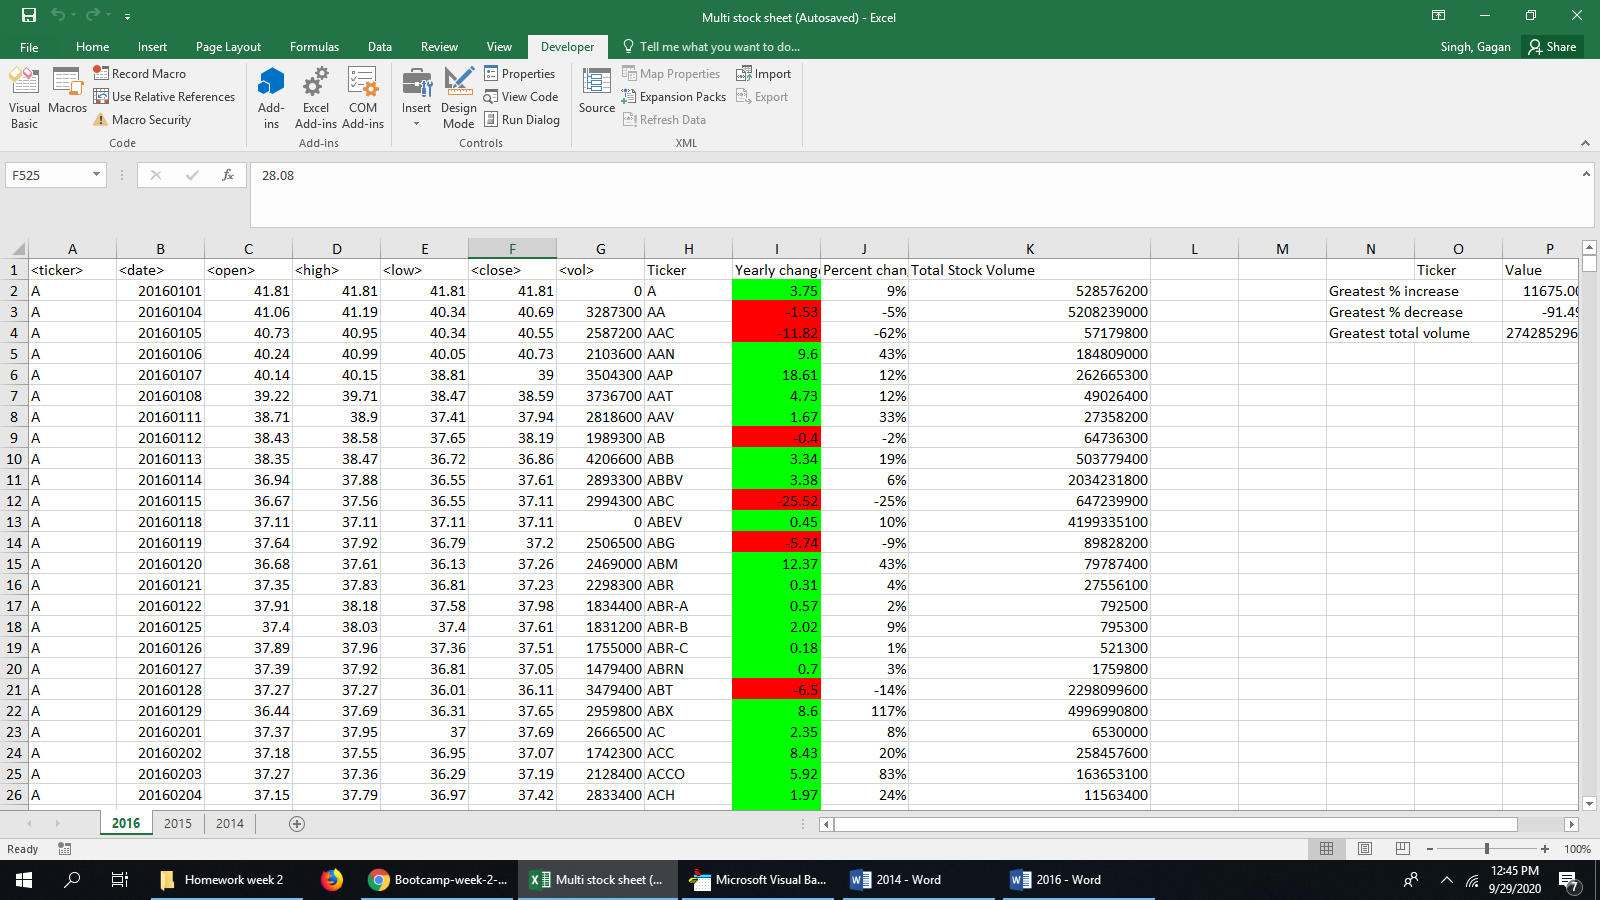 Multi stock sheet (Autosaved) - Excel
File Home Insert Page Layout Formulas Data Review View Developer Tell me what you want to do... Singh, Gagan Share
Visual Basic
Macros
Record Macro
Use Relative References
Macro Security
Code
Add-ins
Excel Add-ins
COM Add-ins
Add-ins
Insert
Design Mode
Properties
View Code
Run Dialog
Controls
Source
Map Properties
Expansion Packs
Refresh Data
Import
Export
XML
F525 fx 28.08
A B C D E F G H I J K L M N O P
1 <ticker> <date> <open> <high> <low> <close> <vol> Ticker Yearly chang Percent chan Total Stock Volume Ticker Value
2 A 20160101 41.81 41.81 41.81 41.81 0 A 3.75 9% 528576200 Greatest % increase 11675.00
3 A 20160104 41.06 41.19 40.34 40.69 3287300 AA -1.53 -5% 5208239000 Greatest % decrease -91.49
4 A 20160105 40.73 40.95 40.34 40.55 2587200 AAC -11.82 -62% 57179800 Greatest total volume 274285296
5 A 20160106 40.24 40.99 40.05 40.73 2103600 AAN 9.6 43% 184809000
6 A 20160107 40.14 40.15 38.81 39 3504300 AAP 18.61 12% 262665300
7 A 20160108 39.22 39.71 38.47 38.59 3736700 AAT 4.73 12% 49026400
8 A 20160111 38.71 38.9 37.41 37.94 2818600 AAV 1.67 33% 27358200
9 A 20160112 38.43 38.58 37.65 38.19 1989300 AB -0.4 -2% 64736300
10 A 20160113 38.35 38.47 36.72 36.86 4206600 ABB 3.34 19% 503779400
11 A 20160114 36.94 37.88 36.55 37.61 2893300 ABBV 3.38 6% 2034231800
12 A 20160115 36.67 37.56 36.55 37.11 2994300 ABC -25.52 -25% 647239900
13 A 20160118 37.11 37.11 37.11 37.11 0 ABEV 0.45 10% 4199335100
14 A 20160119 37.64 37.92 36.79 37.2 2506500 ABG -5.74 -9% 89828200
15 A 20160120 36.68 37.61 36.13 37.26 2469000 ABM 12.37 43% 79787400
16 A 20160121 37.35 37.83 36.81 37.23 2298300 ABR 0.31 4% 27556100
17 A 20160122 37.91 38.18 37.58 37.98 1834400 ABR-A 0.57 2% 792500
18 A 20160125 37.4 38.03 37.4 37.61 1831200 ABR-B 2.02 9% 795300
19 A 20160126 37.89 37.96 37.36 37.51 1755000 ABR-C 0.18 1% 521300
20 A 20160127 37.39 37.92 36.81 37.05 1479400 ABRN 0.7 3% 1759800
21 A 20160128 37.27 37.27 36.01 36.11 3479400 ABT -6.5 -14% 2298099600
22 A 20160129 36.44 37.69 36.31 37.65 2959800 ABX 8.6 117% 4996990800
23 A 20160201 37.37 37.95 37 37.69 2666500 AC 2.35 8% 6530000
24 A 20160202 37.18 37.55 36.95 37.07 1742300 ACC 8.43 20% 258457600
25 A 20160203 37.27 37.36 36.29 37.19 2128400 ACCO 5.92 83% 163653100
26 A 20160204 37.15 37.79 36.97 37.42 2833400 ACH 1.97 24% 11563400
2016 2015 2014
Ready 100%
Homework week 2 Bootcamp-week-2-... Multi stock sheet (... Microsoft Visual Ba... 2014 - Word 2016 - Word 12:45 PM
9/29/2020 7